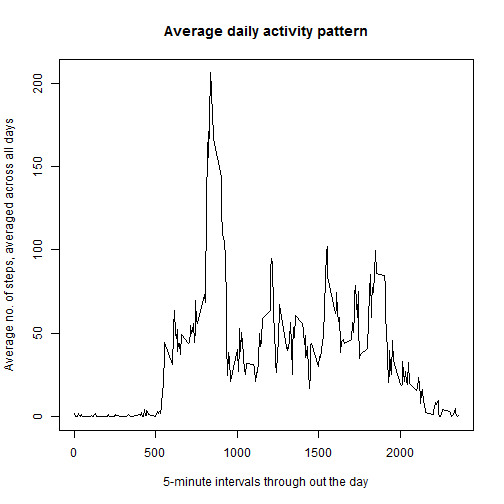 Average daily activity pattern
Average no. of steps, averaged across all days
200
150
100
50
0
0 500 1000 1500 2000
5-minute intervals through out the day